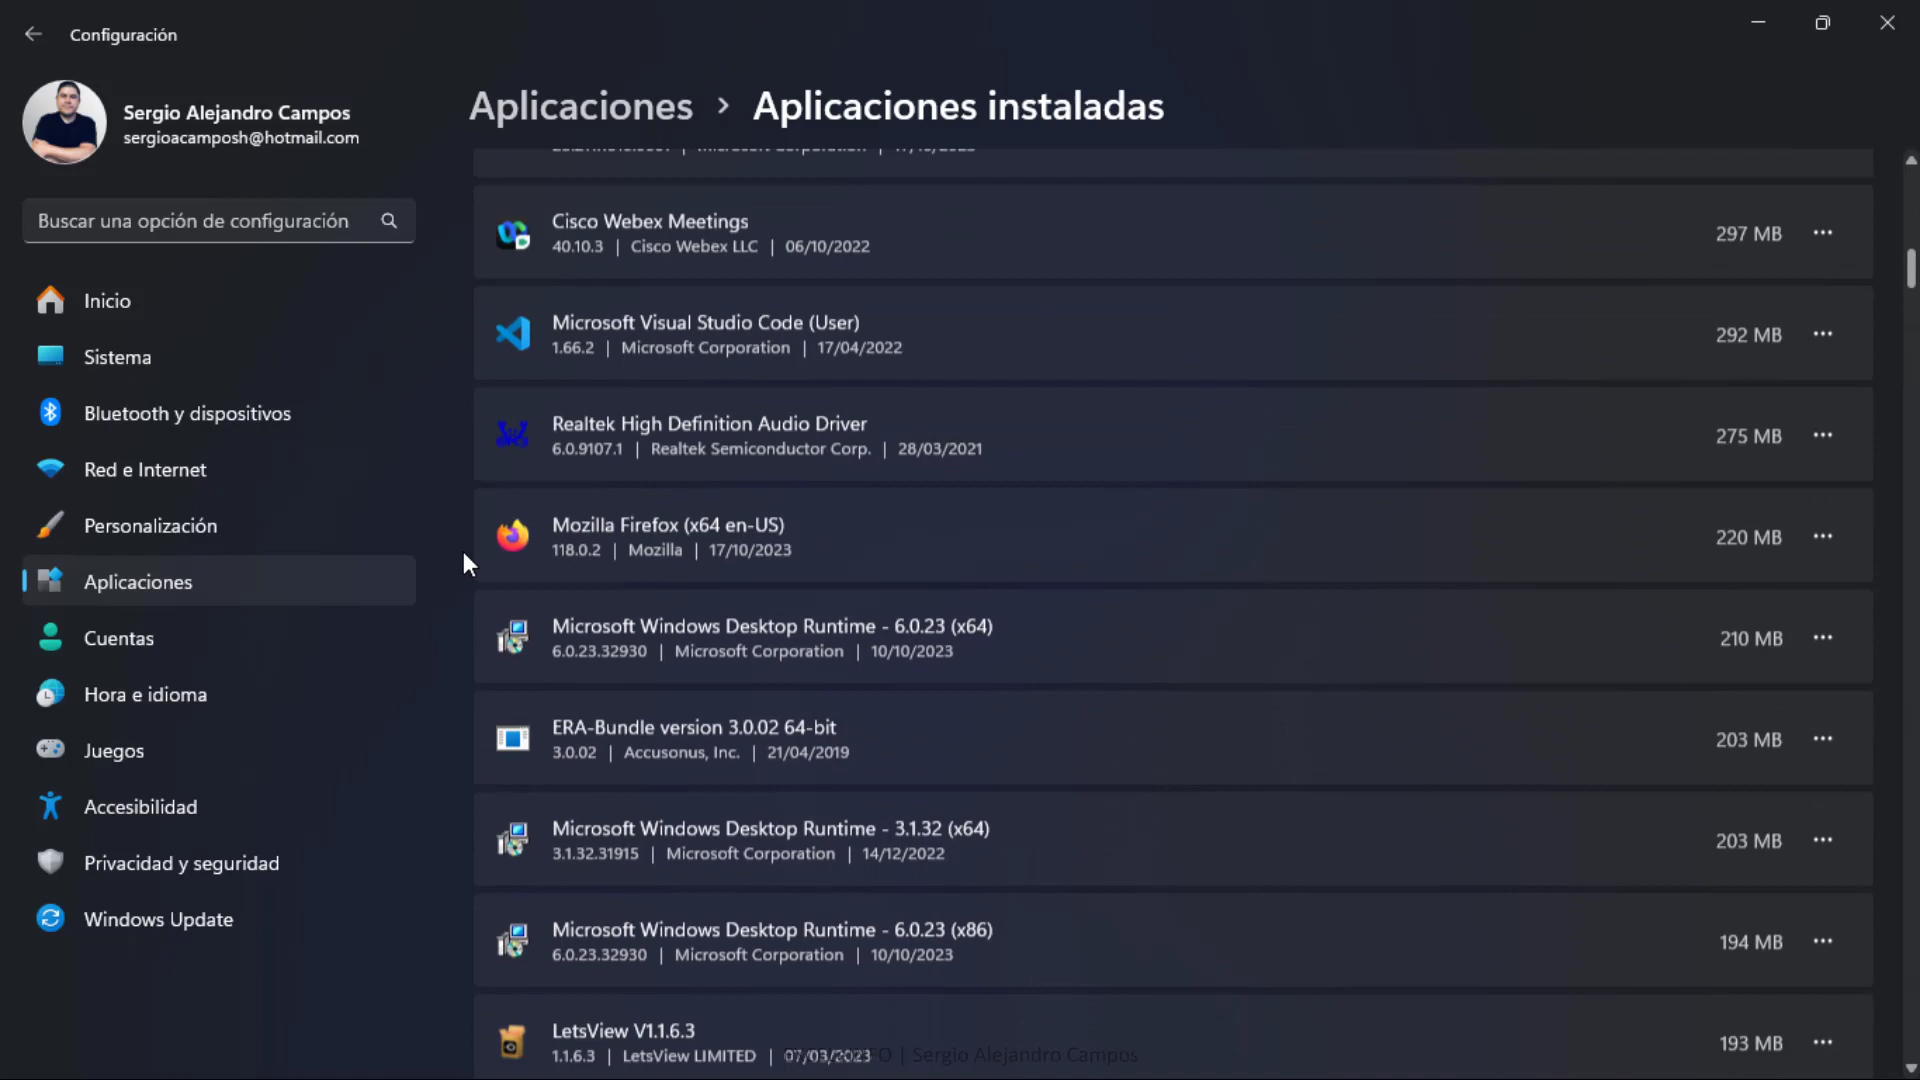 Configuración
Sergio Alejandro Campos
sergioacamposh@hotmail.com
Buscar una opción de configuración
Inicio
Sistema
Bluetooth y dispositivos
Red e Internet
Personalización
Aplicaciones
Cuentas
Hora e idioma
Juegos
Accesibilidad
Privacidad y seguridad
Windows Update
Aplicaciones > Aplicaciones instaladas
Cisco Webex Meetings
40.10.3 | Cisco Webex LLC | 06/10/2022
297 MB
Microsoft Visual Studio Code (User)
1.66.2 | Microsoft Corporation | 17/04/2022
292 MB
Realtek High Definition Audio Driver
6.0.9107.1 | Realtek Semiconductor Corp. | 28/03/2021
275 MB
Mozilla Firefox (x64 en-US)
118.0.2 | Mozilla | 17/10/2023
220 MB
Microsoft Windows Desktop Runtime - 6.0.23 (x64)
6.0.23.32930 | Microsoft Corporation | 10/10/2023
210 MB
ERA-Bundle version 3.0.02 64-bit
3.0.02 | Accusonus, Inc. | 21/04/2019
203 MB
Microsoft Windows Desktop Runtime - 3.1.32 (x64)
3.1.32.31915 | Microsoft Corporation | 14/12/2022
203 MB
Microsoft Windows Desktop Runtime - 6.0.23 (x86)
6.0.23.32930 | Microsoft Corporation | 10/10/2023
194 MB
LetsView V1.1.6.3
1.1.6.3 | LetsView LIMITED | 07/03/2023
193 MB
| Sergio Alejandro Campos